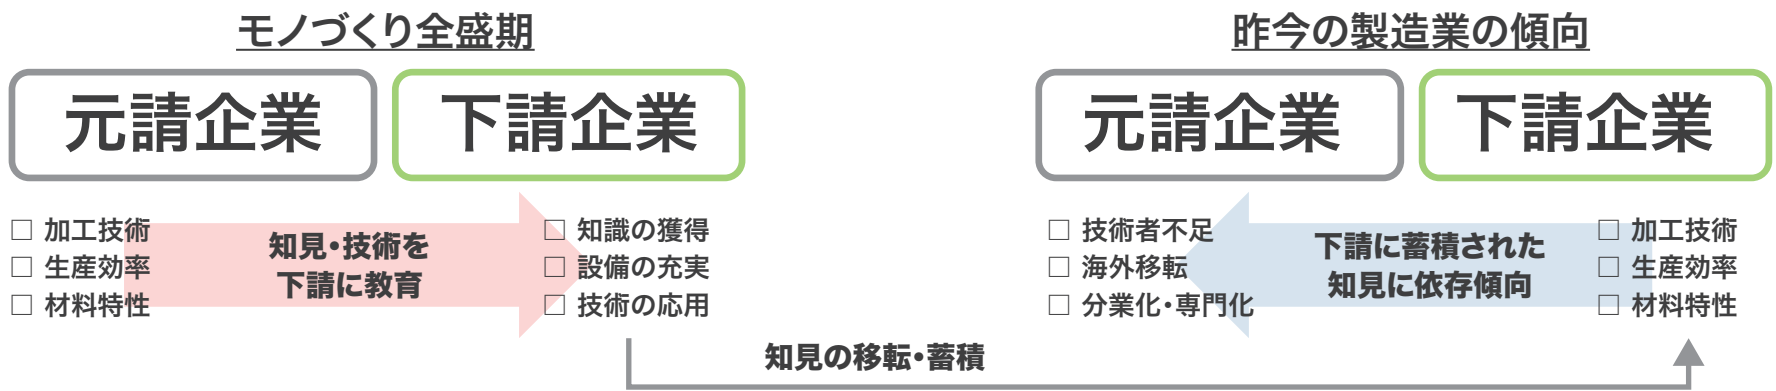 モノづくり全盛期
元請企業
下請企業
□ 加工技術
□ 生産効率
□ 材料特性
知見・技術を
下請に教育
□ 知識の獲得
□ 設備の充実
□ 技術の応用
昨今の製造業の傾向
元請企業
下請企業
□ 技術者不足
□ 海外移転
□ 分業化・専門化
下請に蓄積された
知見に依存傾向
□ 加工技術
□ 生産効率
□ 材料特性
知見の移転・蓄積